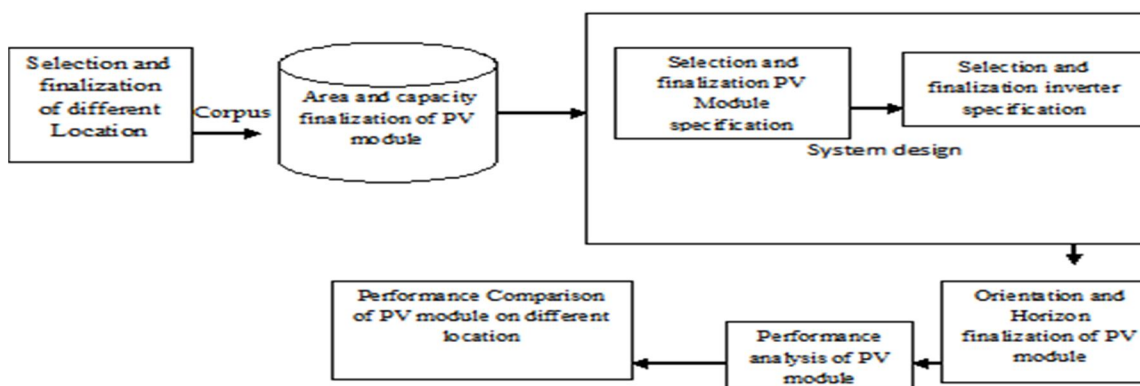 Selection and
finalization
of different
Location
Corpus
Area and capacity
finalization of PV
module
Selection and
finalization PV
Module
specification
Selection and
finalization inverter
specification
System design
Orientation and
Horizon
finalization of PV
module
Performance
analysis of PV
module
Performance Comparison
of PV module on different
location